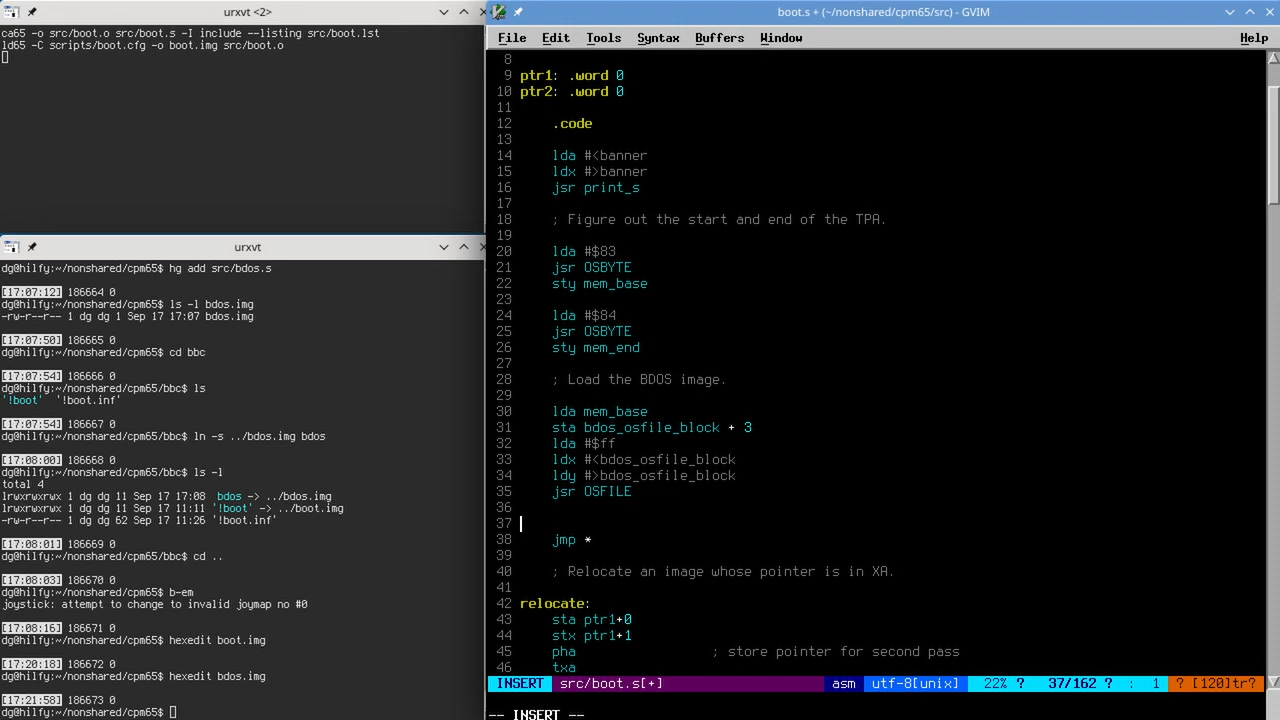 urxvt <2>
ca65 -o src/boot.o src/boot.s -I include --listing src/boot.lst
ld65 -C scripts/boot.cfg -o boot.img src/boot.o
urxvt
dg@hilfy:~/nonshared/cpm65$ hg add src/bdos.s
[17:07:12] 186664 0
dg@hilfy:~/nonshared/cpm65$ ls -l bdos.img
-rw-r--r-- 1 dg dg 1 Sep 17 17:07 bdos.img
[17:07:50] 186665 0
dg@hilfy:~/nonshared/cpm65$ cd bbc
[17:07:54] 186666 0
dg@hilfy:~/nonshared/cpm65/bbc$ ls
'!boot' '!boot.inf'
[17:07:54] 186667 0
dg@hilfy:~/nonshared/cpm65/bbc$ ln -s ../bdos.img bdos
[17:08:00] 186668 0
dg@hilfy:~/nonshared/cpm65/bbc$ ls -l
total 4
lrwxrwxrwx 1 dg dg 11 Sep 17 17:08 bdos -> ../bdos.img
lrwxrwxrwx 1 dg dg 11 Sep 17 11:11 '!boot' -> ../boot.img
-rw-r--r-- 1 dg dg 62 Sep 17 11:26 '!boot.inf'
[17:08:01] 186669 0
dg@hilfy:~/nonshared/cpm65/bbc$ cd ..
[17:08:03] 186670 0
dg@hilfy:~/nonshared/cpm65$ b-em
joystick: attempt to change to invalid joymap no #0
[17:08:16] 186671 0
dg@hilfy:~/nonshared/cpm65$ hexedit boot.img
[17:20:18] 186672 0
dg@hilfy:~/nonshared/cpm65$ hexedit bdos.img
[17:21:58] 186673 0
dg@hilfy:~/nonshared/cpm65$
boot.s + (~/nonshared/cpm65/src) - GVIM
File Edit Tools Syntax Buffers Window Help
8
9 ptr1: .word 0
10 ptr2: .word 0
11
12 .code
13
14 lda #<banner
15 ldx #>banner
16 jsr print_s
17
18 ; Figure out the start and end of the TPA.
19
20 lda #$83
21 jsr OSBYTE
22 sty mem_base
23
24 lda #$84
25 jsr OSBYTE
26 sty mem_end
27
28 ; Load the BDOS image.
29
30 lda mem_base
31 sta bdos_osfile_block + 3
32 lda #$ff
33 ldx #<bdos_osfile_block
34 ldy #>bdos_osfile_block
35 jsr OSFILE
36
37
38 jmp *
39
40 ; Relocate an image whose pointer is in XA.
41
42 relocate:
43 sta ptr1+0
44 stx ptr1+1
45 pha ; store pointer for second pass
46 txa
INSERT src/boot.s[+] asm utf-8[unix] 22% ? 37/162 ? : 1 ? [120]tr?
-- INSERT --